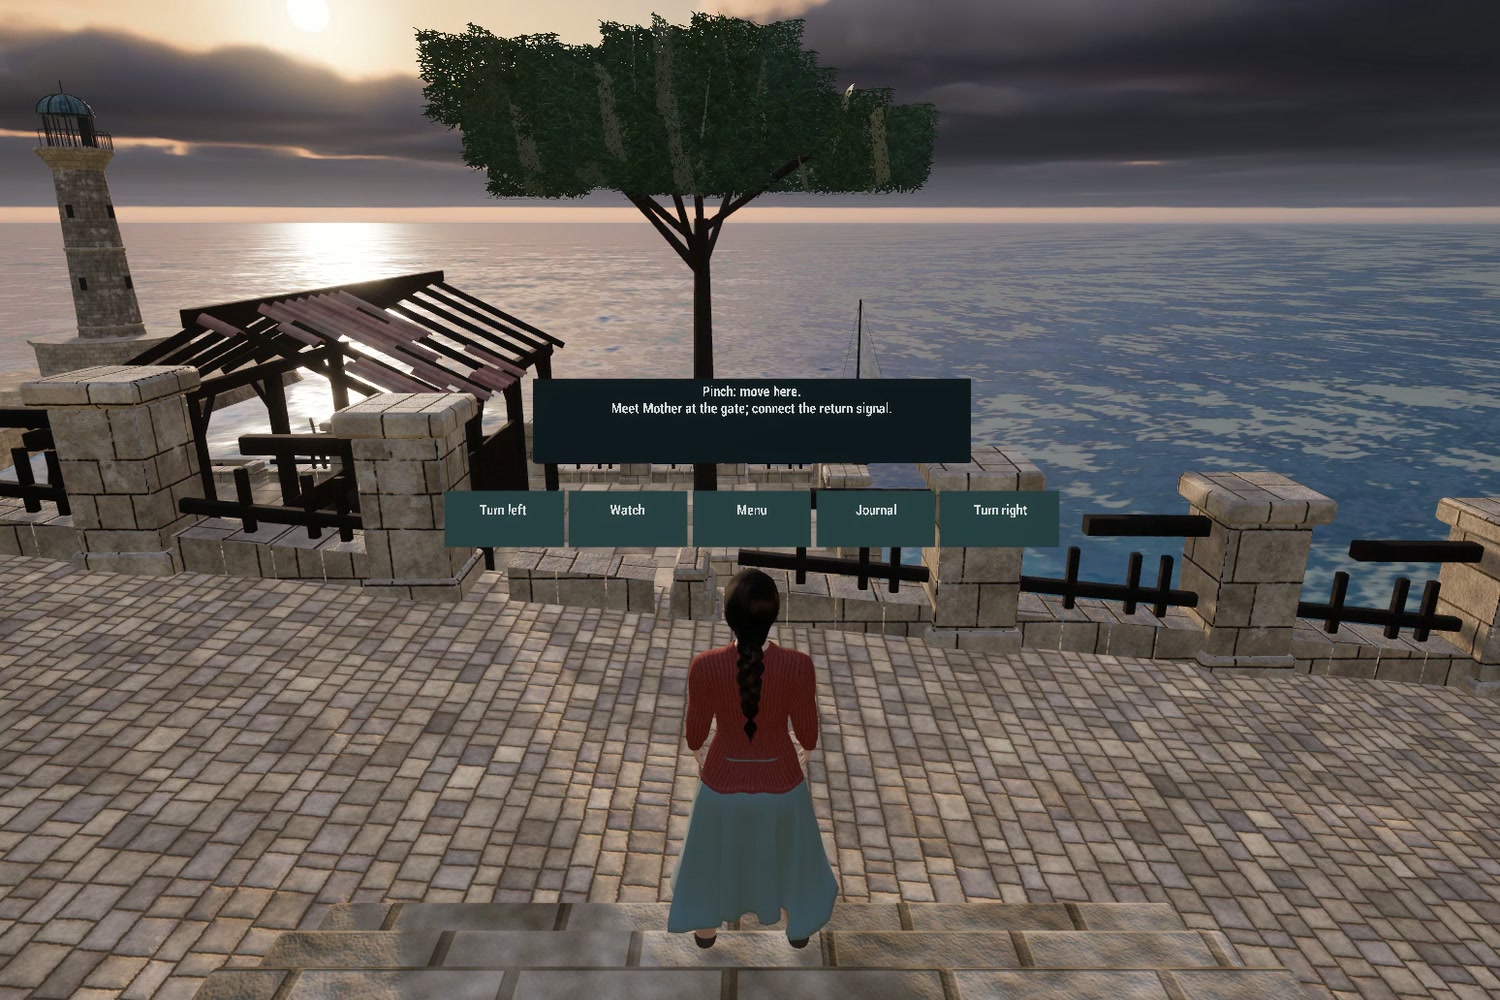 Pinch: move here.
Meet Mother at the gate; connect the return signal.
Turn left
Watch
Menu
Journal
Turn right